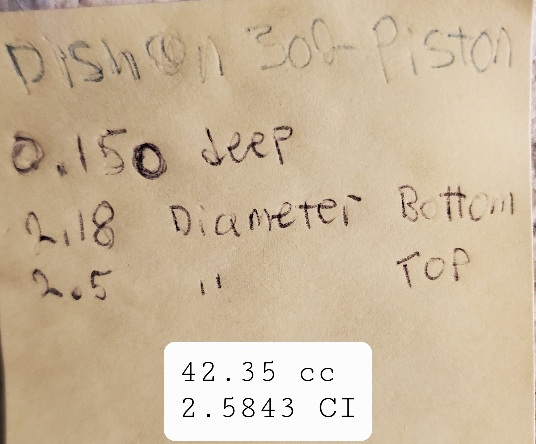 Dish on 302 Piston
0.150 deep
2.18 Diameter Bottom
2.5 " TOP
42.35 cc
2.5843 CI